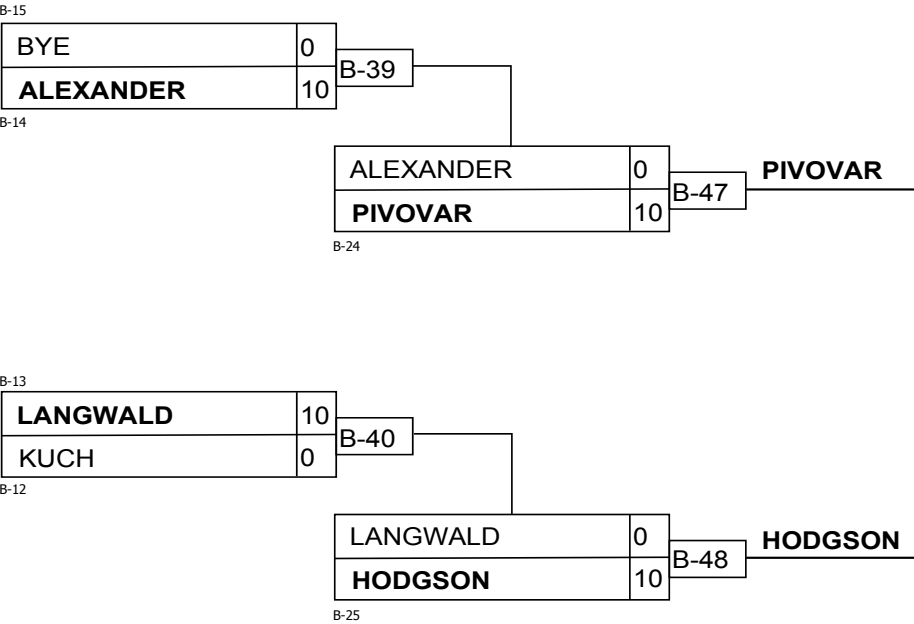 B-15
BYE 0
B-39
ALEXANDER 10
B-14
ALEXANDER 0
PIVOVAR
B-47
PIVOVAR 10
B-24
B-13
LANGWALD 10
B-40
KUCH 0
B-12
LANGWALD 0
HODGSON
B-48
HODGSON 10
B-25